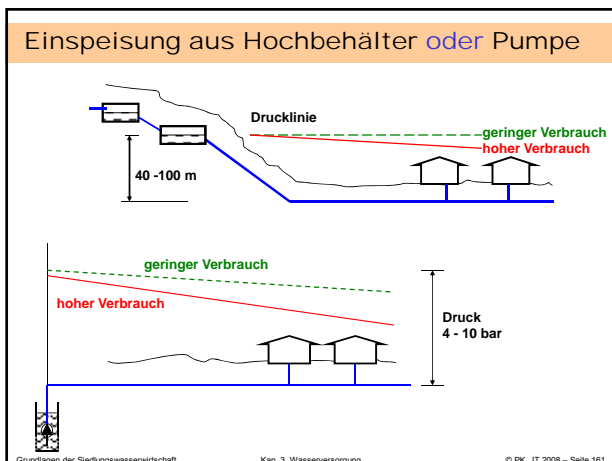 Einspeisung aus Hochbehälter oder Pumpe
Drucklinie
geringer Verbrauch
hoher Verbrauch
40 -100 m
geringer Verbrauch
hoher Verbrauch
Druck
4 - 10 bar
Grundlagen der Siedlungswasserwirtschaft Kap. 3 Wasserversorgung © PK, IT 2008 – Seite 161